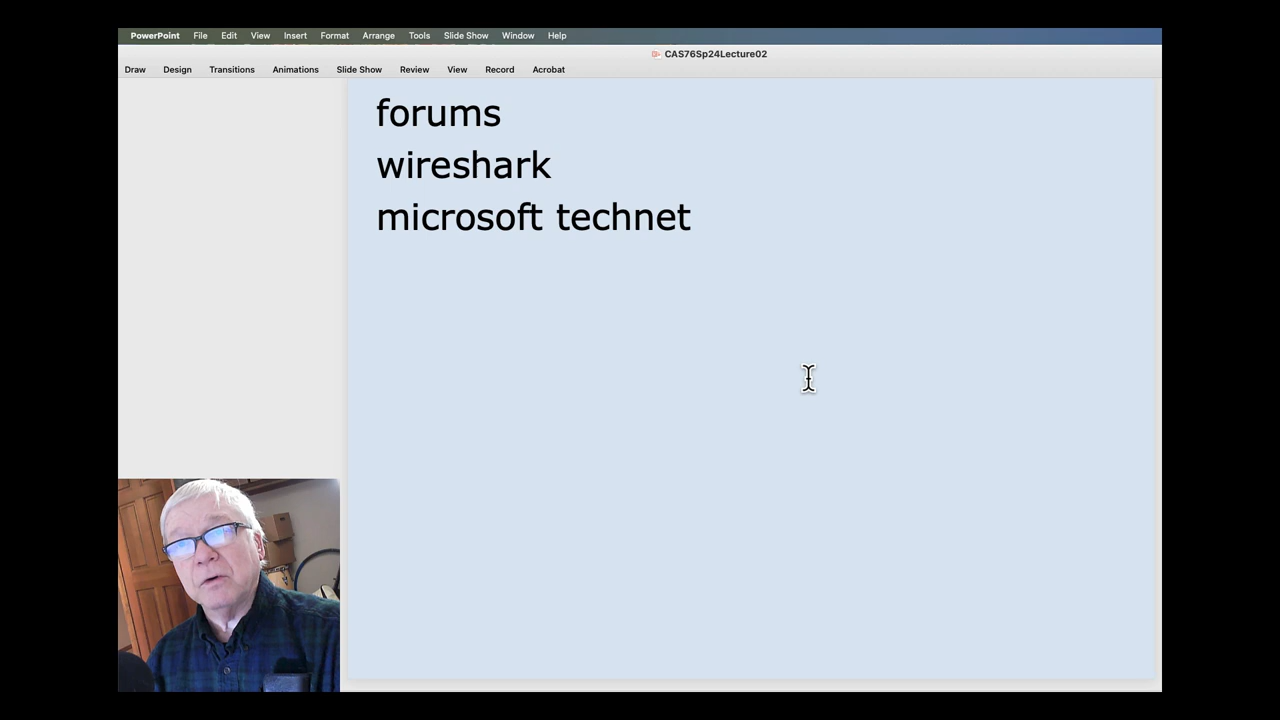 PowerPoint File Edit View Insert Format Arrange Tools Slide Show Window Help
CAS76Sp24Lecture02
Draw Design Transitions Animations Slide Show Review View Record Acrobat
forums
wireshark
microsoft technet